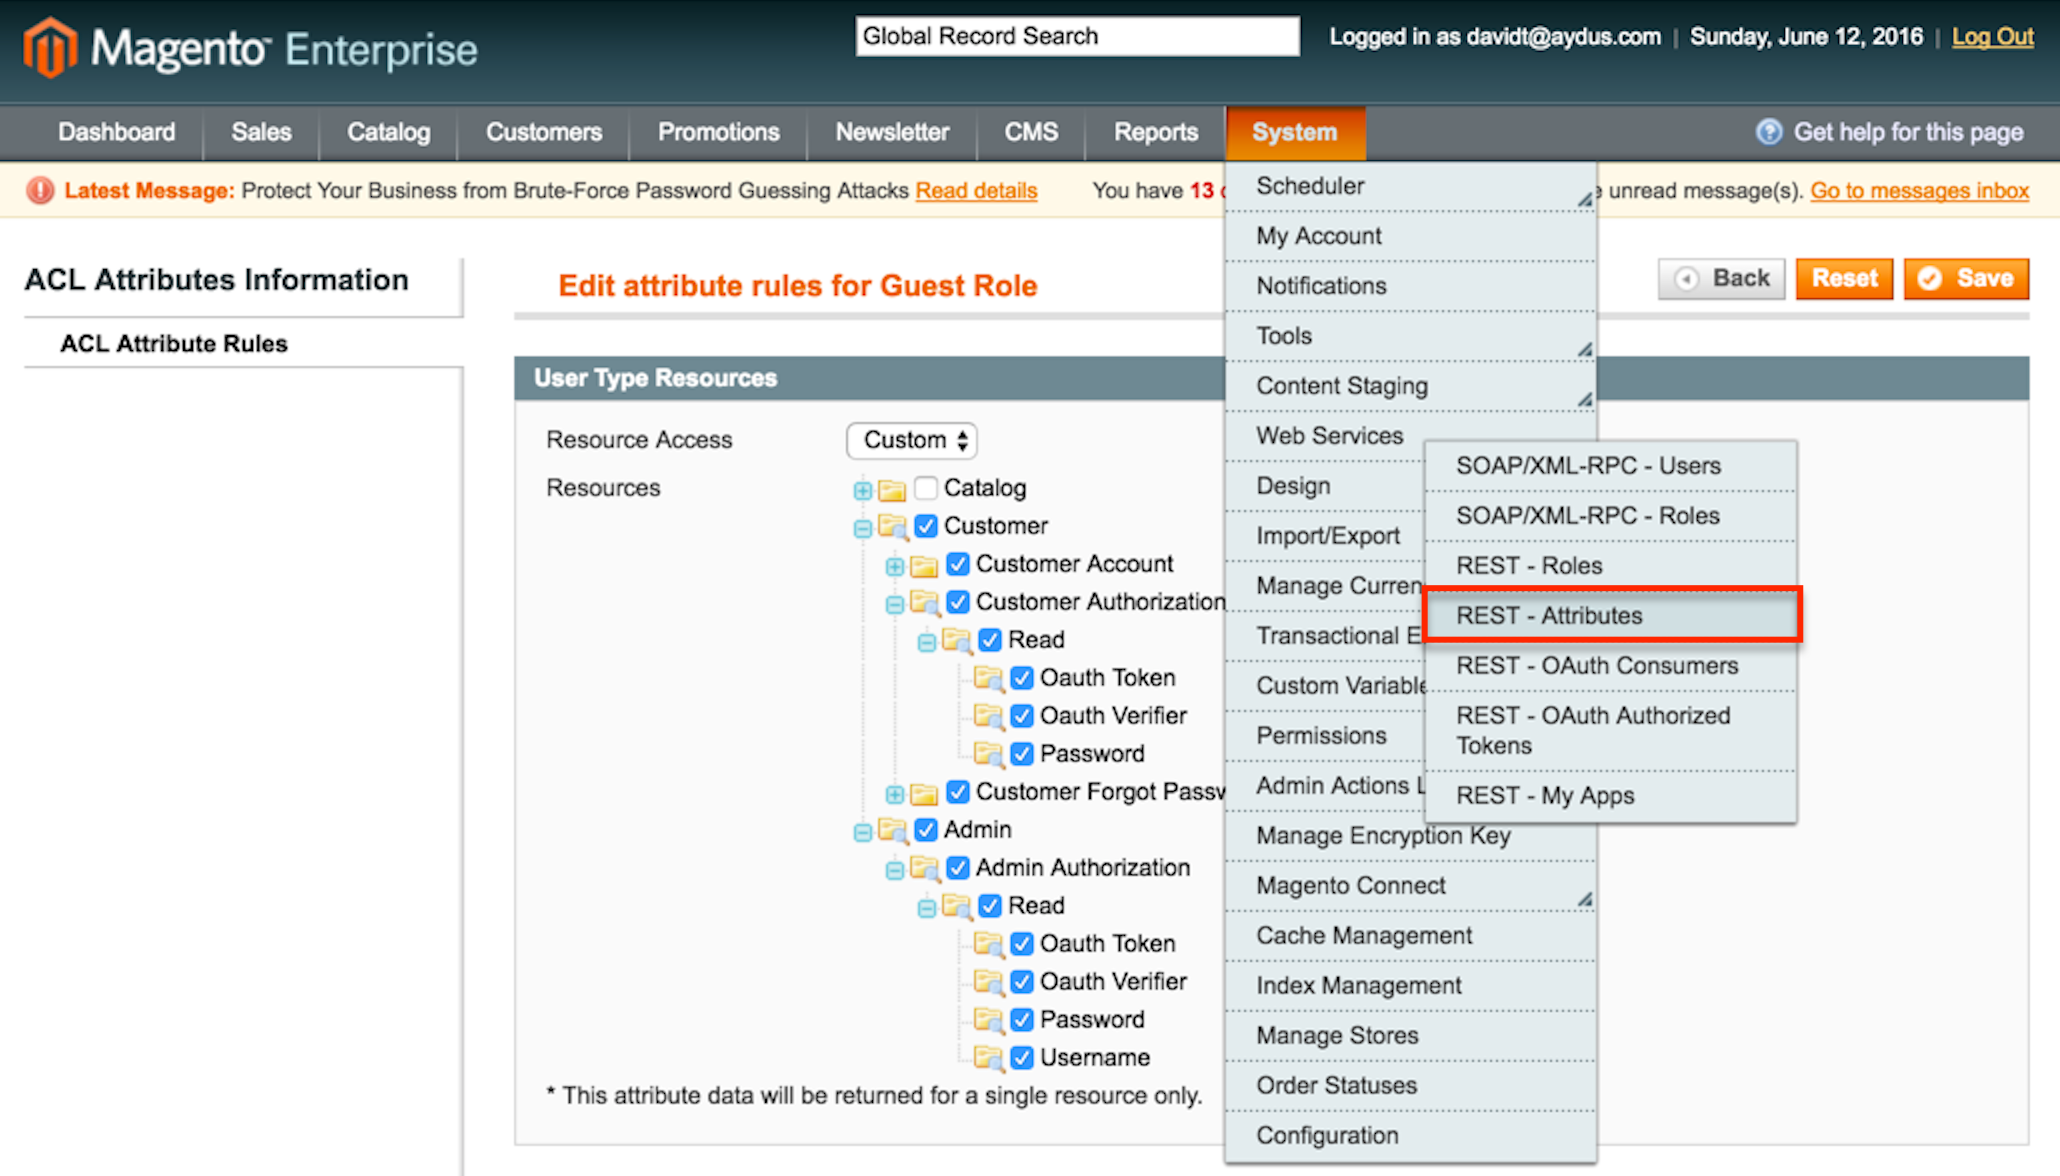 Magento Enterprise
Global Record Search
Logged in as davidt@aydus.com | Sunday, June 12, 2016 | Log Out
Dashboard Sales Catalog Customers Promotions Newsletter CMS Reports System Get help for this page
Latest Message: Protect Your Business from Brute-Force Password Guessing Attacks Read details You have 13 unread message(s). Go to messages inbox
ACL Attributes Information
ACL Attribute Rules
Edit attribute rules for Guest Role
Back Reset Save
User Type Resources
Resource Access Custom
Resources
Catalog
Customer
Customer Account
Customer Authorization
Read
Oauth Token
Oauth Verifier
Password
Customer Forgot Passw
Admin
Admin Authorization
Read
Oauth Token
Oauth Verifier
Password
Username
* This attribute data will be returned for a single resource only.
Scheduler
My Account
Notifications
Tools
Content Staging
Web Services
Design
Import/Export
Manage Curren
Transactional E
Custom Variable
Permissions
Admin Actions L
Manage Encryption Key
Magento Connect
Cache Management
Index Management
Manage Stores
Order Statuses
Configuration
SOAP/XML-RPC - Users
SOAP/XML-RPC - Roles
REST - Roles
REST - Attributes
REST - OAuth Consumers
REST - OAuth Authorized
Tokens
REST - My Apps